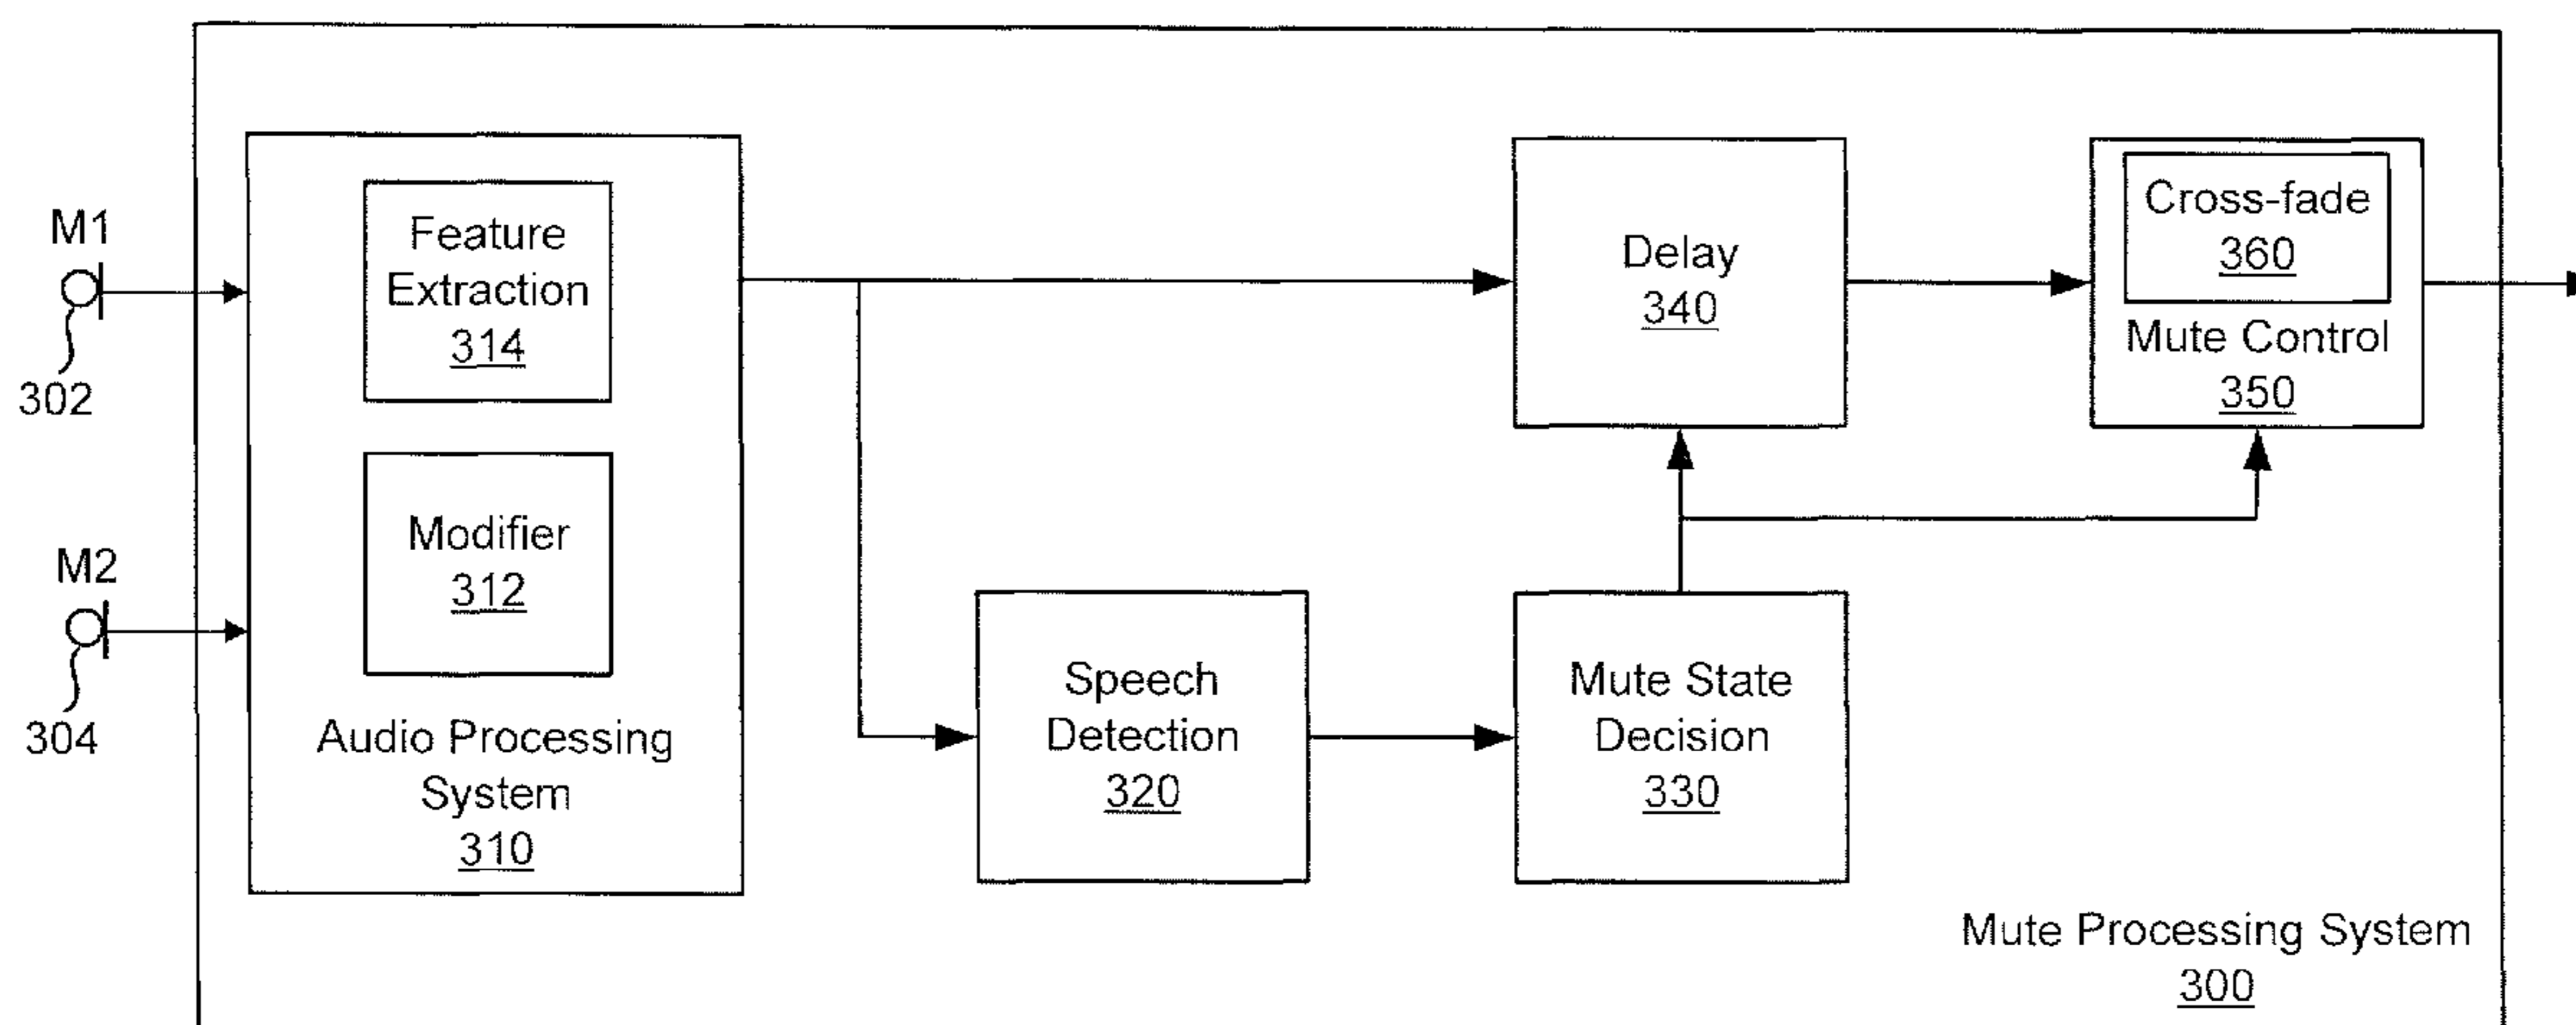 M1
302
M2
304
Feature
Extraction
314
Modifier
312
Audio Processing
System
310
Delay
340
Cross-fade
360
Mute Control
350
Speech
Detection
320
Mute State
Decision
330
Mute Processing System
300